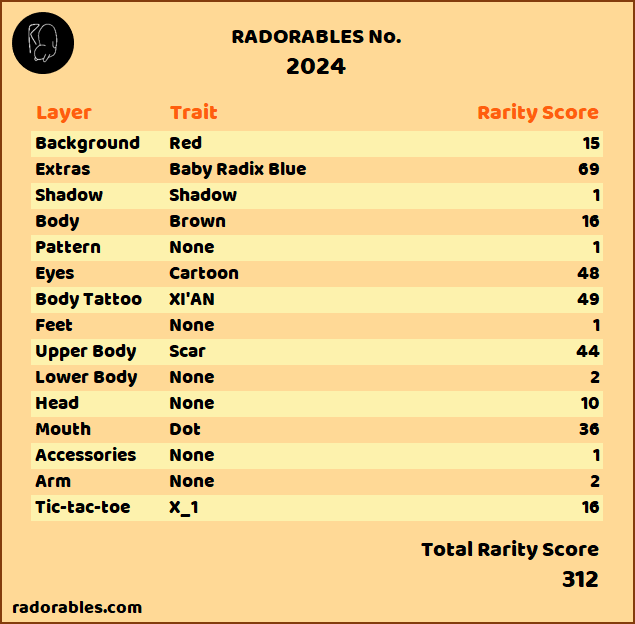 RADORABLES No.
2024
Layer Trait Rarity Score
Background Red 15
Extras Baby Radix Blue 69
Shadow Shadow 1
Body Brown 16
Pattern None 1
Eyes Cartoon 48
Body Tattoo XI'AN 49
Feet None 1
Upper Body Scar 44
Lower Body None 2
Head None 10
Mouth Dot 36
Accessories None 1
Arm None 2
Tic-tac-toe X_1 16
Total Rarity Score
312
radorables.com